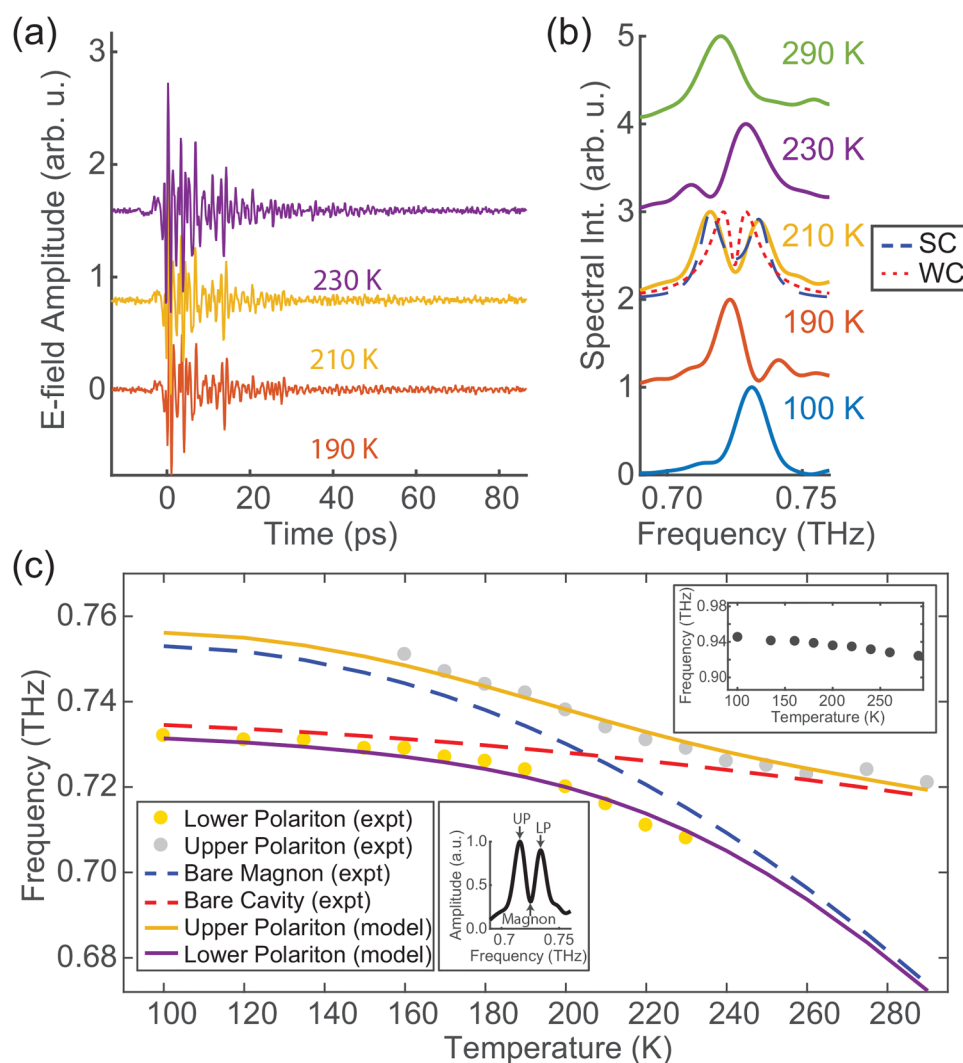 (a)
3
2
1
0
E-field Amplitude (arb. u.)
230 K
210 K
190 K
0 20 40 60 80
Time (ps)
(b)
5
4
3
2
1
0
Spectral Int. (arb. u.)
290 K
230 K
210 K
190 K
100 K
SC
WC
0.70 0.75
Frequency (THz)
(c)
0.76
0.74
0.72
0.70
0.68
Frequency (THz)
Frequency (THz)
0.98
0.94
0.90
100 150 200 250
Temperature (K)
Lower Polariton (expt)
Upper Polariton (expt)
Bare Magnon (expt)
Bare Cavity (expt)
Upper Polariton (model)
Lower Polariton (model)
UP LP
Amplitude (a.u.)
1.0
0.5
0.0
Magnon
0.7 0.75
Frequency (THz)
100 120 140 160 180 200 220 240 260 280
Temperature (K)